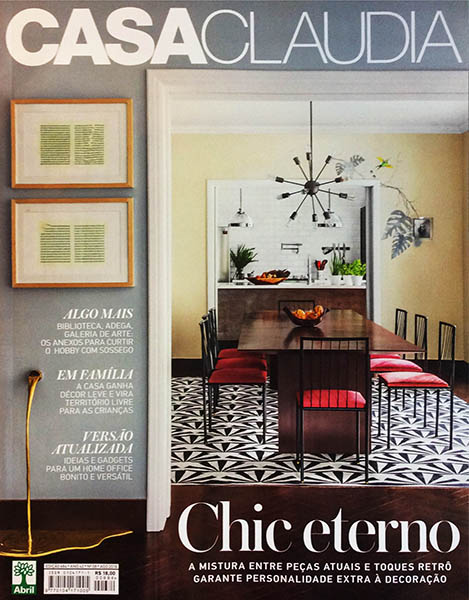 CASACLAUDIA
ALGO MAIS
BIBLIOTECA, ADEGA,
GALERIA DE ARTE:
OS ANEXOS PARA CURTIR
O HOBBY COM SOSSEGO
EM FAMÍLIA
A CASA GANHA
DÉCOR LEVE E VIRA
TERRITÓRIO LIVRE
PARA AS CRIANÇAS
VERSÃO
ATUALIZADA
IDEIAS E GADGETS
PARA UM HOME OFFICE
BONITO E VERSÁTIL
Chic eterno
A MISTURA ENTRE PEÇAS ATUAIS E TOQUES RETRÔ
GARANTE PERSONALIDADE EXTRA À DECORAÇÃO
R$ 18,00
Abril